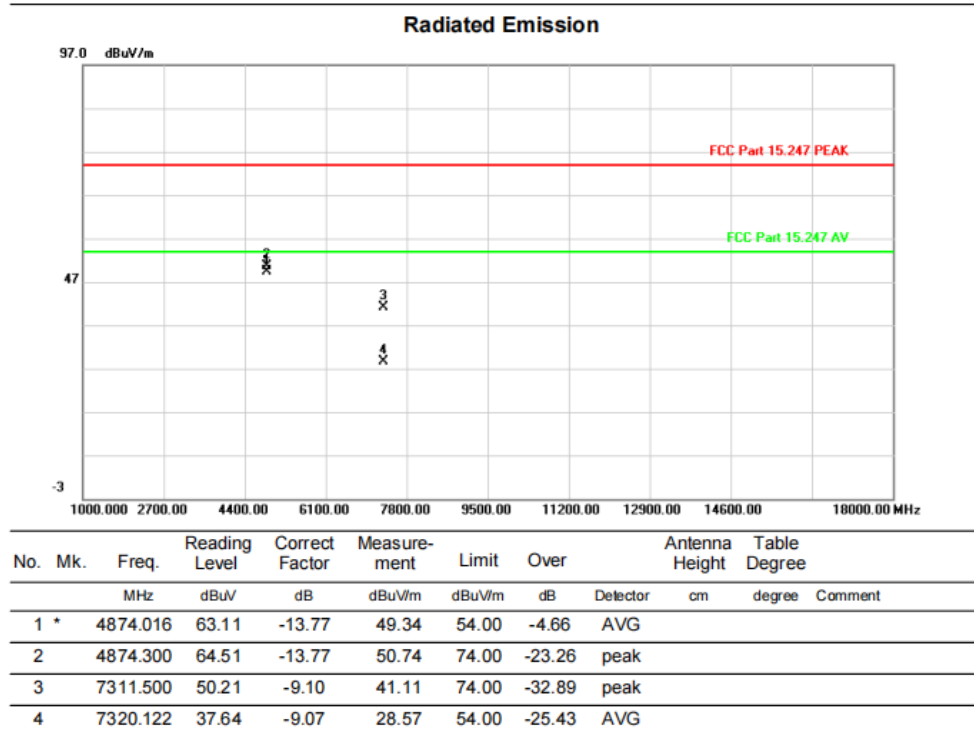 Radiated Emission
97.0 dBuV/m
FCC Part 15.247 PEAK
FCC Part 15.247 AV
2
1
47
3
X
4
X
-3
1000.000 2700.00 4400.00 6100.00 7800.00 9500.00 11200.00 12900.00 14600.00 18000.00 MHz
No. Mk. Freq. Reading Level Correct Factor Measure-ment Limit Over Antenna Height Table Degree
MHz dBuV dB dBuV/m dBuV/m dB Detector cm degree Comment
1 * 4874.016 63.11 -13.77 49.34 54.00 -4.66 AVG
2 4874.300 64.51 -13.77 50.74 74.00 -23.26 peak
3 7311.500 50.21 -9.10 41.11 74.00 -32.89 peak
4 7320.122 37.64 -9.07 28.57 54.00 -25.43 AVG